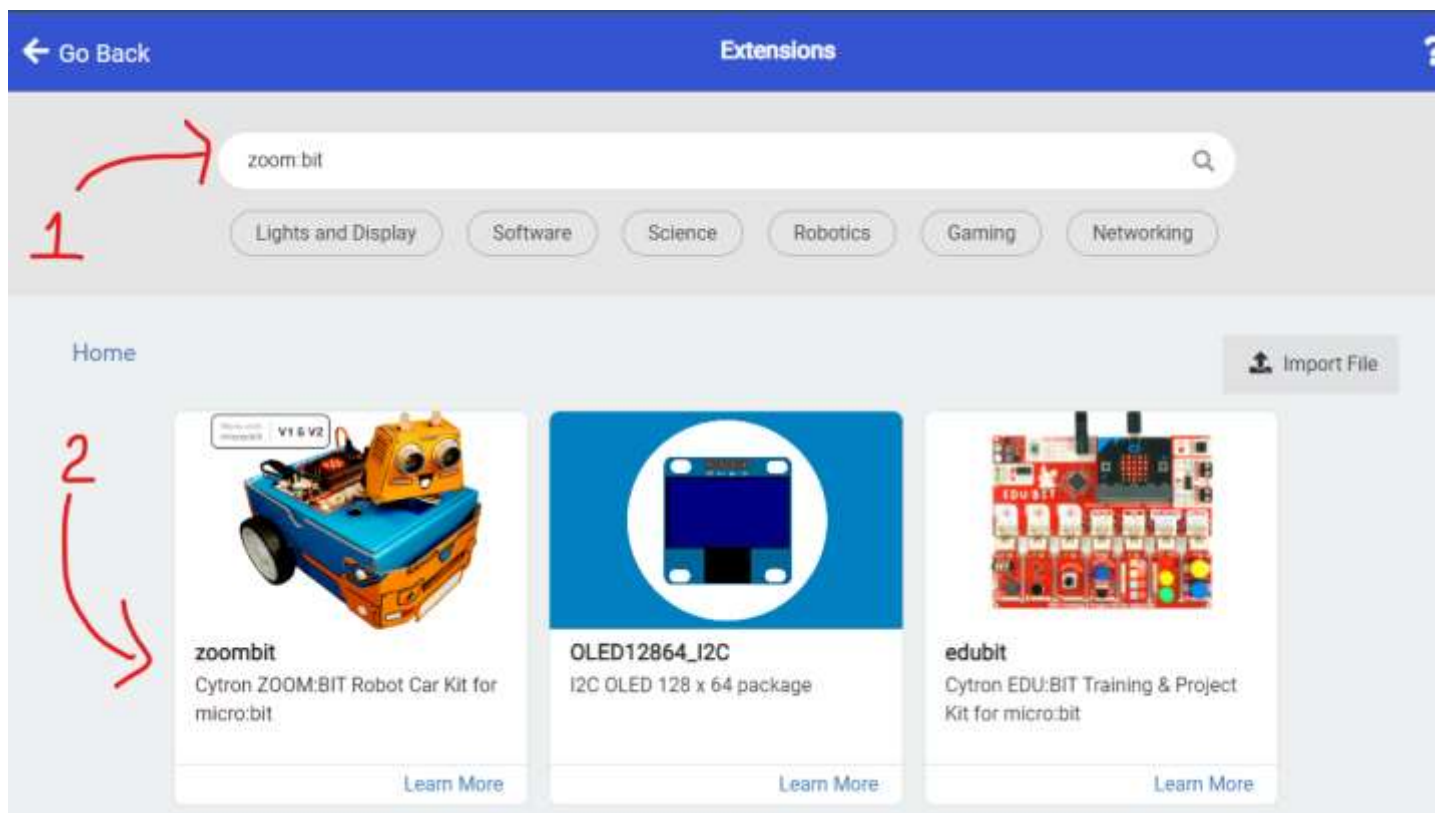 Go Back
Extensions
?
zoom:bit
1
Lights and Display
Software
Science
Robotics
Gaming
Networking
Home
Import File
2
V1 & V2
EDU:BIT
zoombit
Cytron ZOOM:BIT Robot Car Kit for
micro:bit
Learn More
OLED12864_I2C
I2C OLED 128 x 64 package
Learn More
edubit
Cytron EDU:BIT Training & Project
Kit for micro:bit
Learn More